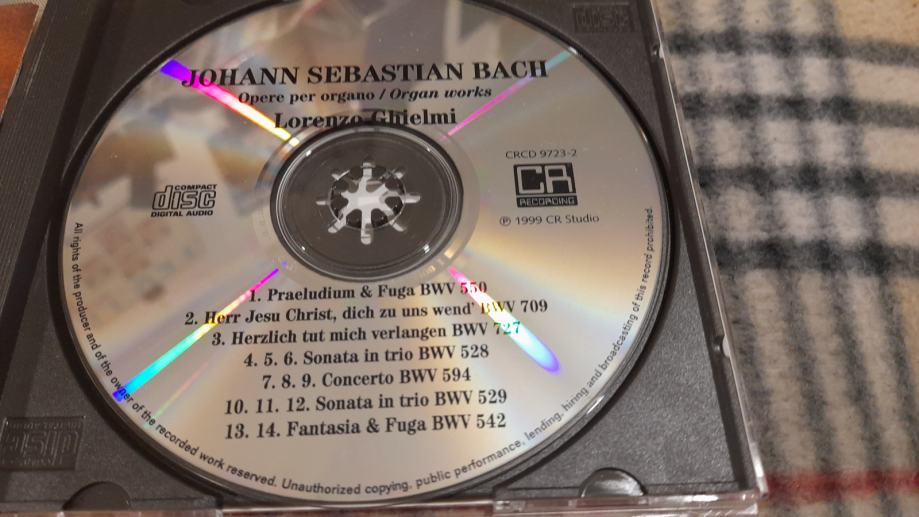 JOHANN SEBASTIAN BACH
Opere per organo / Organ works
Lorenzo Ghielmi
COMPACT
disc
DIGITAL AUDIO
CRCD 9723-2
CR
RECORDING
℗ 1999 CR Studio
1. Praeludium & Fuga BWV 550
2. Herr Jesu Christ, dich zu uns wend' BWV 709
3. Herzlich tut mich verlangen BWV 727
4. 5. 6. Sonata in trio BWV 528
7. 8. 9. Concerto BWV 594
10. 11. 12. Sonata in trio BWV 529
13. 14. Fantasia & Fuga BWV 542
All rights of the producer and of the owner of the recorded work reserved. Unauthorized copying, public performance, lending, hiring and broadcasting of this record prohibited.
disc